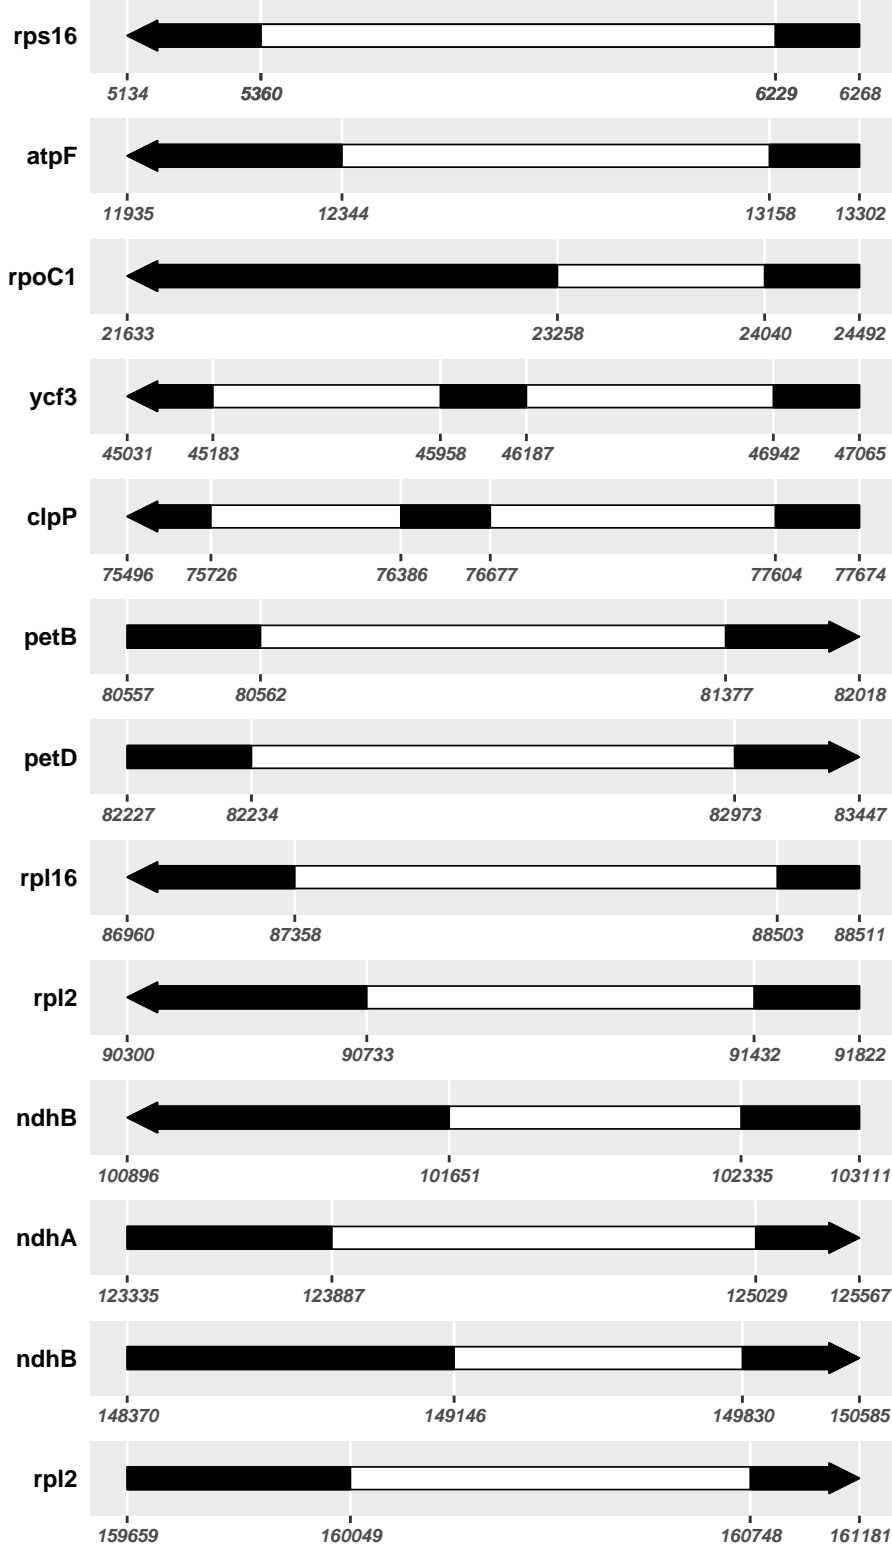 rps16
5134 5360 6229 6268
atpF
11935 12344 13158 13302
rpoC1
21633 23258 24040 24492
ycf3
45031 45183 45958 46187 46942 47065
clpP
75496 75726 76386 76677 77604 77674
petB
80557 80562 81377 82018
petD
82227 82234 82973 83447
rpl16
86960 87358 88503 88511
rpl2
90300 90733 91432 91822
ndhB
100896 101651 102335 103111
ndhA
123335 123887 125029 125567
ndhB
148370 149146 149830 150585
rpl2
159659 160049 160748 161181